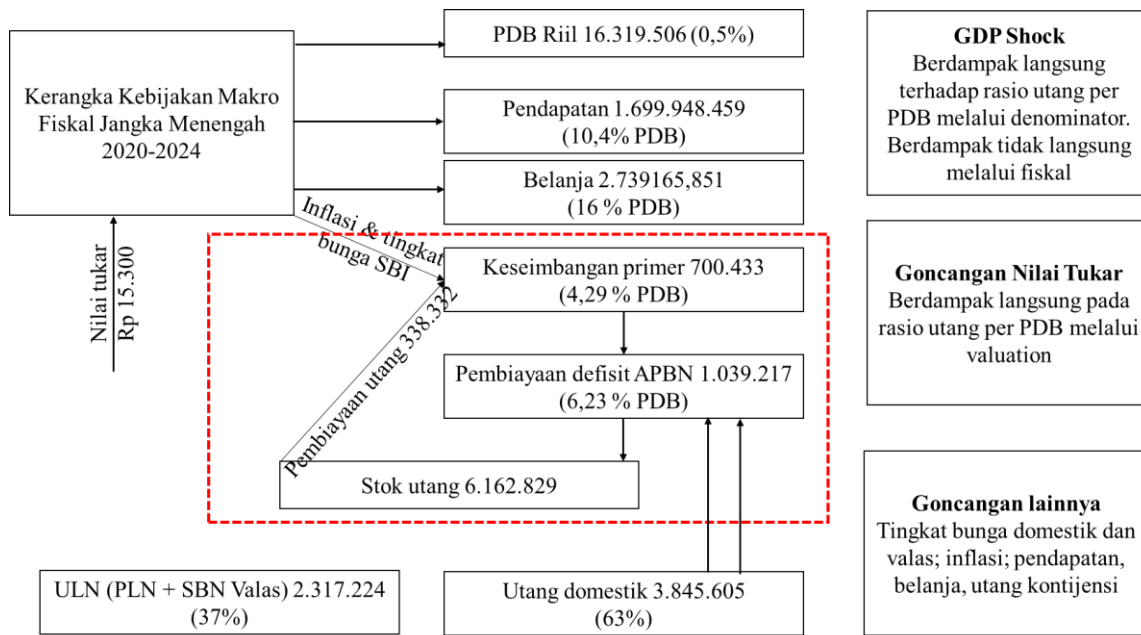 Kerangka Kebijakan Makro
Fiskal Jangka Menengah
2020-2024
PDB Riil 16.319.506 (0,5%)
Pendapatan 1.699.948.459
(10,4% PDB)
Belanja 2.739165,851
(16 % PDB)
Inflasi & tingkat
bunga SBI
Nilai tukar
Rp 15.300
Keseimbangan primer 700.433
(4,29 % PDB)
Pembiayaan utang 338.332
Pembiayaan defisit APBN 1.039.217
(6,23 % PDB)
Stok utang 6.162.829
ULN (PLN + SBN Valas) 2.317.224
(37%)
Utang domestik 3.845.605
(63%)
GDP Shock
Berdampak langsung
terhadap rasio utang per
PDB melalui denominator.
Berdampak tidak langsung
melalui fiskal
Goncangan Nilai Tukar
Berdampak langsung pada
rasio utang per PDB melalui
valuation
Goncangan lainnya
Tingkat bunga domestik dan
valas; inflasi; pendapatan,
belanja, utang kontijensi